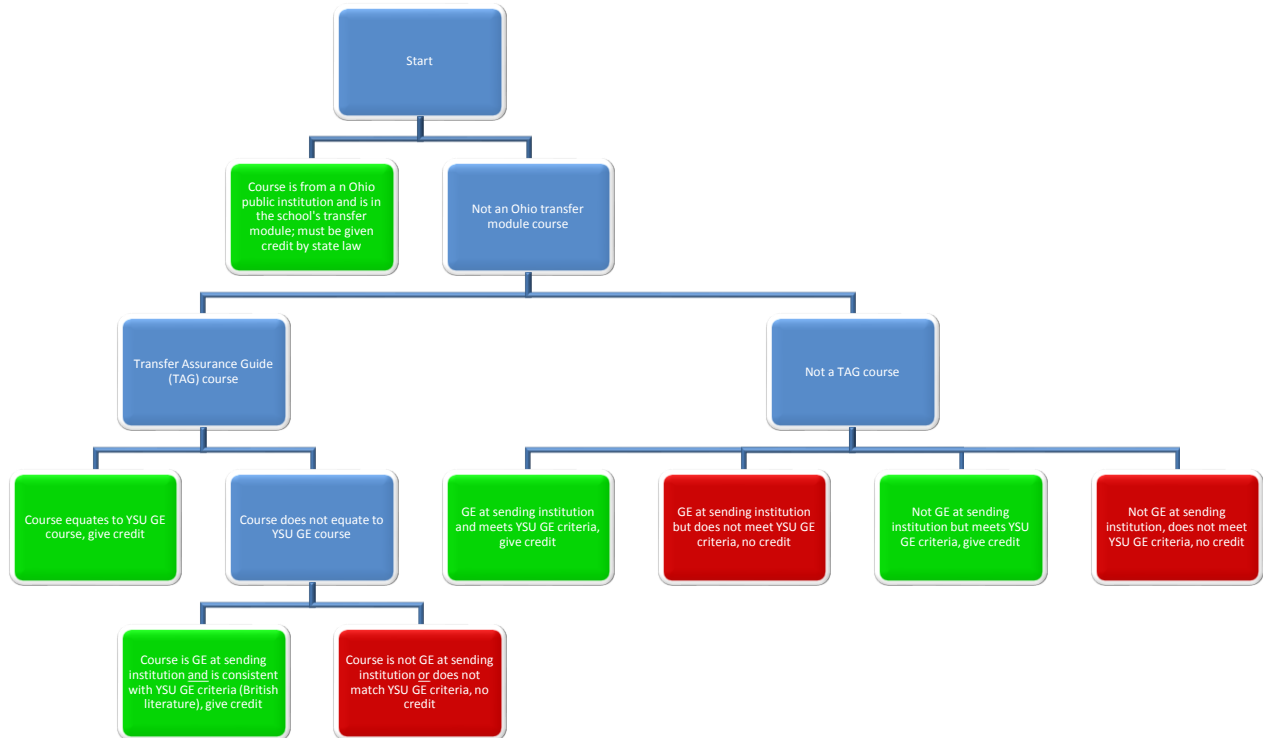 Start
Course is from a n Ohio
public institution and is in
the school's transfer
module; must be given
credit by state law
Not an Ohio transfer
module course
Transfer Assurance Guide
(TAG) course
Not a TAG course
Course equates to YSU GE
course, give credit
Course does not equate to
YSU GE course
GE at sending institution
and meets YSU GE criteria,
give credit
GE at sending institution
but does not meet YSU GE
criteria, no credit
Not GE at sending
institution but meets YSU
GE criteria, give credit
Not GE at sending
institution, does not meet
YSU GE criteria, no credit
Course is GE at sending
institution and is consistent
with YSU GE criteria (British
literature), give credit
Course is not GE at sending
institution or does not
match YSU GE criteria, no
credit